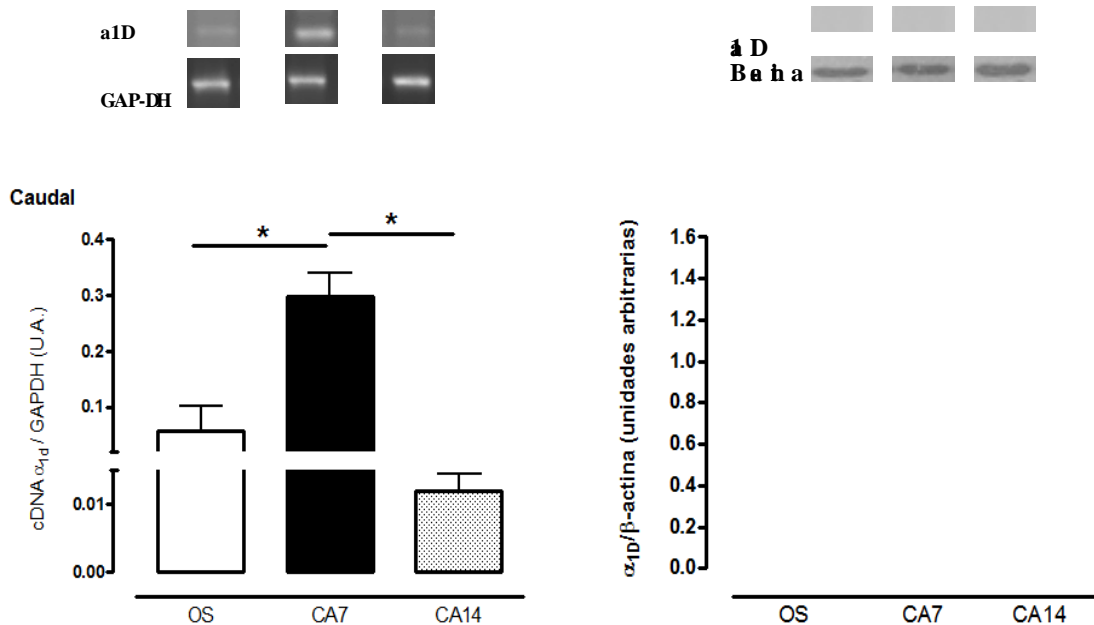 a1D
GAP-DH
a1D
Caudal
*
*
0.4
0.3
0.2
0.1
0.01
0.00
cDNA α1d / GAPDH (U.A.)
OS
CA7
CA14
1.6
1.4
1.2
1.0
0.8
0.6
0.4
0.2
0.0
α1D/β-actina (unidades arbitrarias)
OS
CA7
CA14